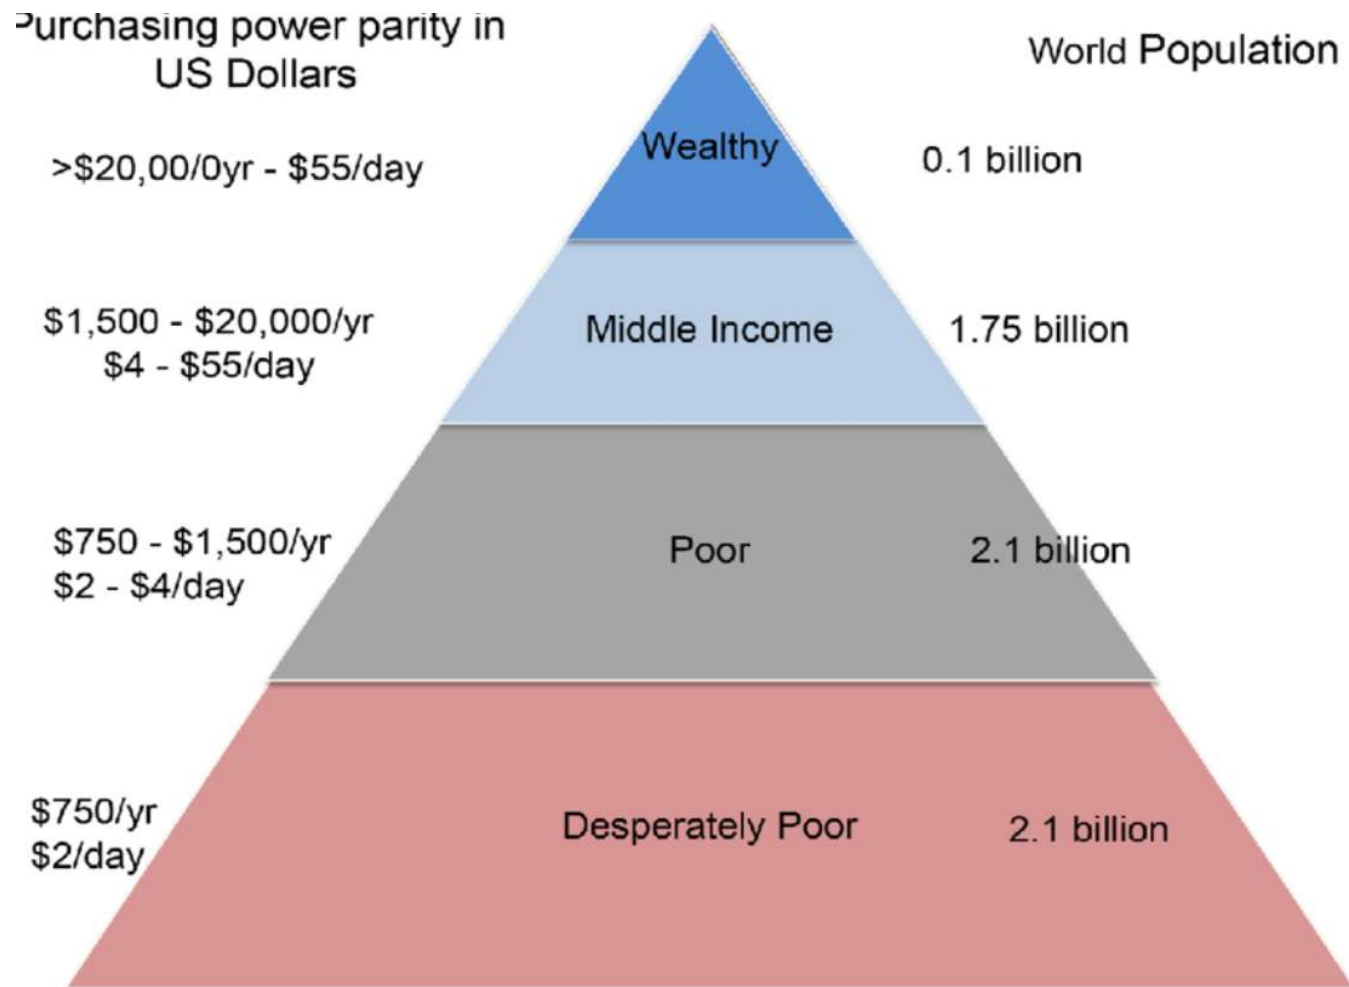 Purchasing power parity in
US Dollars
World Population
>$20,00/0yr - $55/day
Wealthy
0.1 billion
$1,500 - $20,000/yr
$4 - $55/day
Middle Income
1.75 billion
$750 - $1,500/yr
$2 - $4/day
Poor
2.1 billion
$750/yr
$2/day
Desperately Poor
2.1 billion